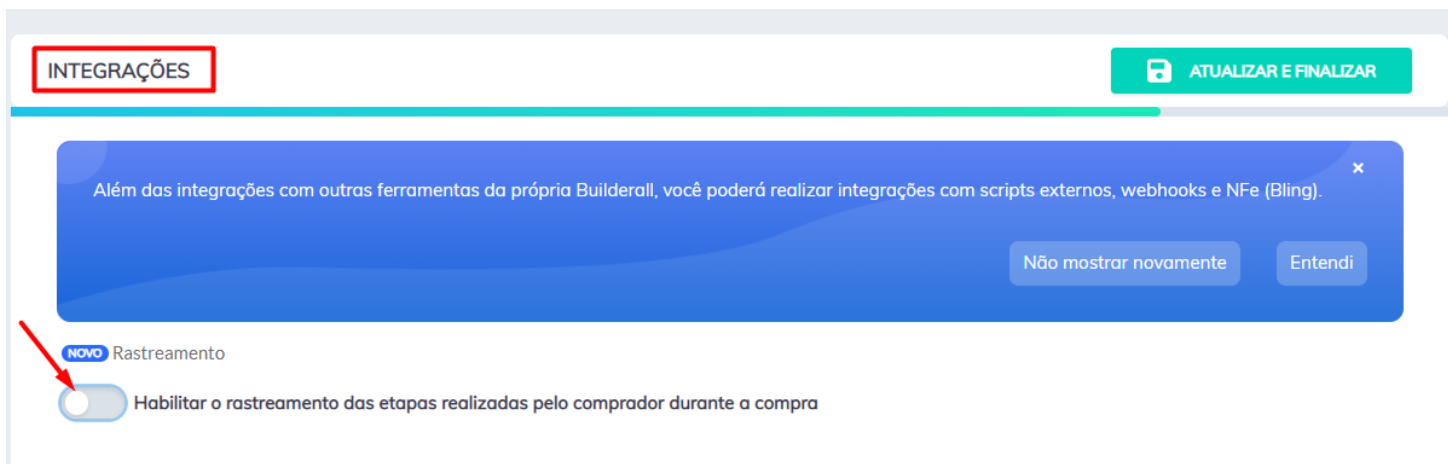 INTEGRAÇÕES
ATUALIZAR E FINALIZAR
×
Além das integrações com outras ferramentas da própria Builderall, você poderá realizar integrações com scripts externos, webhooks e NFe (Bling).
Não mostrar novamente
Entendi
NOVO Rastreamento
Habilitar o rastreamento das etapas realizadas pelo comprador durante a compra